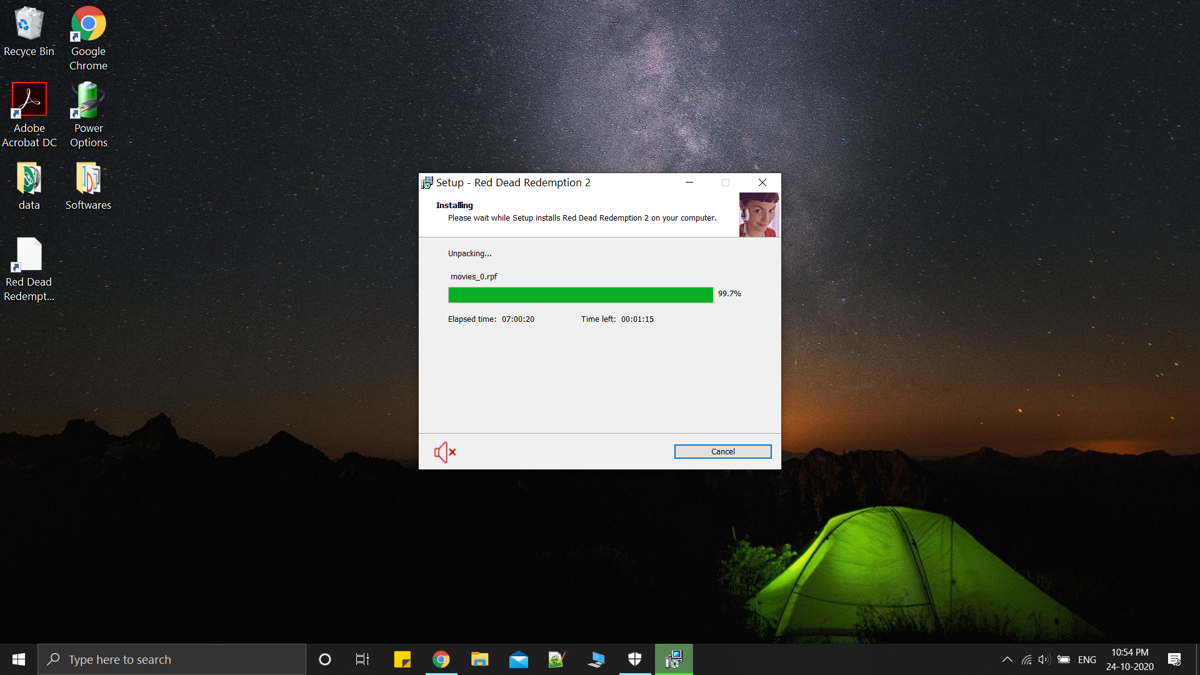 Recyce Bin
Google
Chrome
Adobe
Acrobat DC
Power
Options
data
Softwares
Red Dead
Redempt...
Setup - Red Dead Redemption 2
Installing
Please wait while Setup installs Red Dead Redemption 2 on your computer.
Unpacking...
movies_0.rpf
99.7%
Elapsed time: 07:00:20 Time left: 00:01:15
Cancel
Type here to search
ENG
10:54 PM
24-10-2020